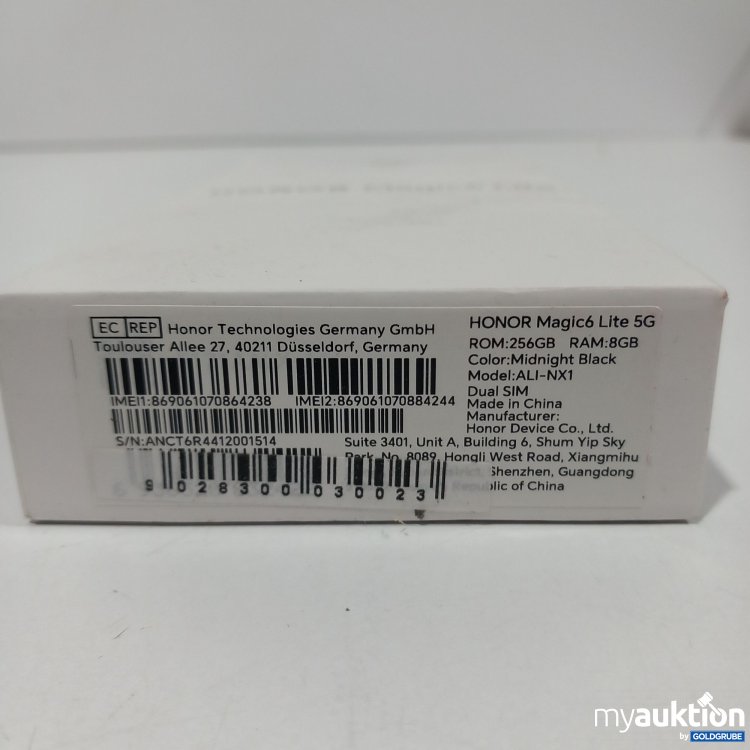 EC REP Honor Technologies Germany GmbH
Toulouser Allee 27, 40211 Düsseldorf, Germany
IMEI1:869061070864238 IMEI2:869061070884244
S/N:ANCT6R4412001514
HONOR Magic6 Lite 5G
ROM:256GB RAM:8GB
Color:Midnight Black
Model:ALI-NX1
Dual SIM
Made in China
Manufacturer:
Honor Device Co., Ltd.
Suite 3401, Unit A, Building 6, Shum Yip Sky
Park, No. 8089, Hongli West Road, Xiangmihu
Shenzhen, Guangdong
of China
9 028300 030023
myauktion
by GOLDGRUBE